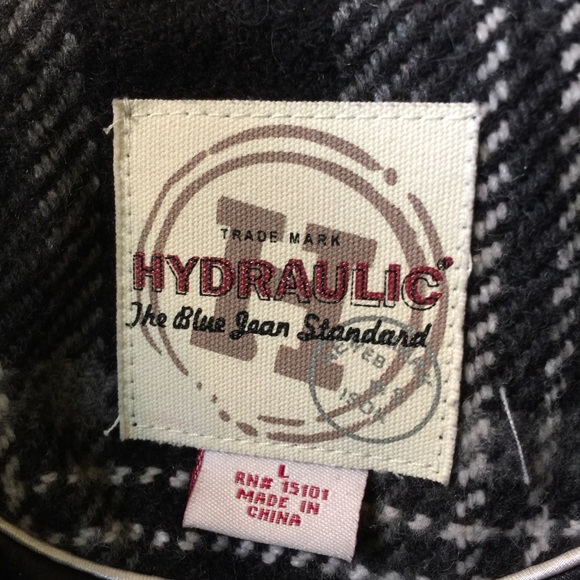 TRADE MARK
HYDRAULIC®
The Blue Jean Standard
L
RN# 15101
MADE IN
CHINA